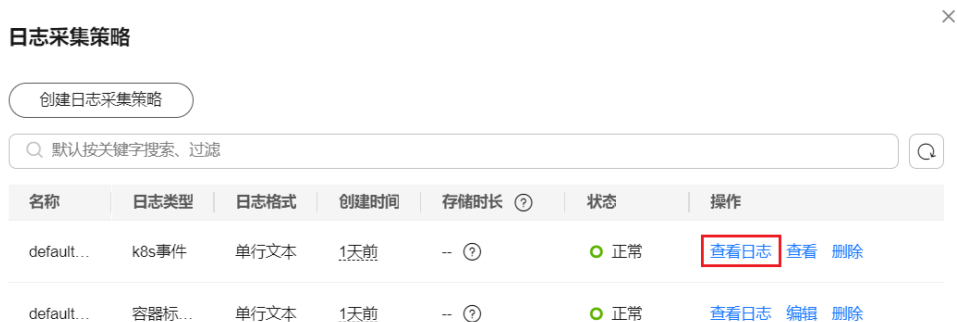 日志采集策略
创建日志采集策略
默认按关键字搜索、过滤
名称 日志类型 日志格式 创建时间 存储时长 ? 状态 操作
default... k8s事件 单行文本 1天前 -- ? 正常 查看日志 查看 删除
default... 容器标... 单行文本 1天前 -- ? 正常 查看日志 编辑 删除